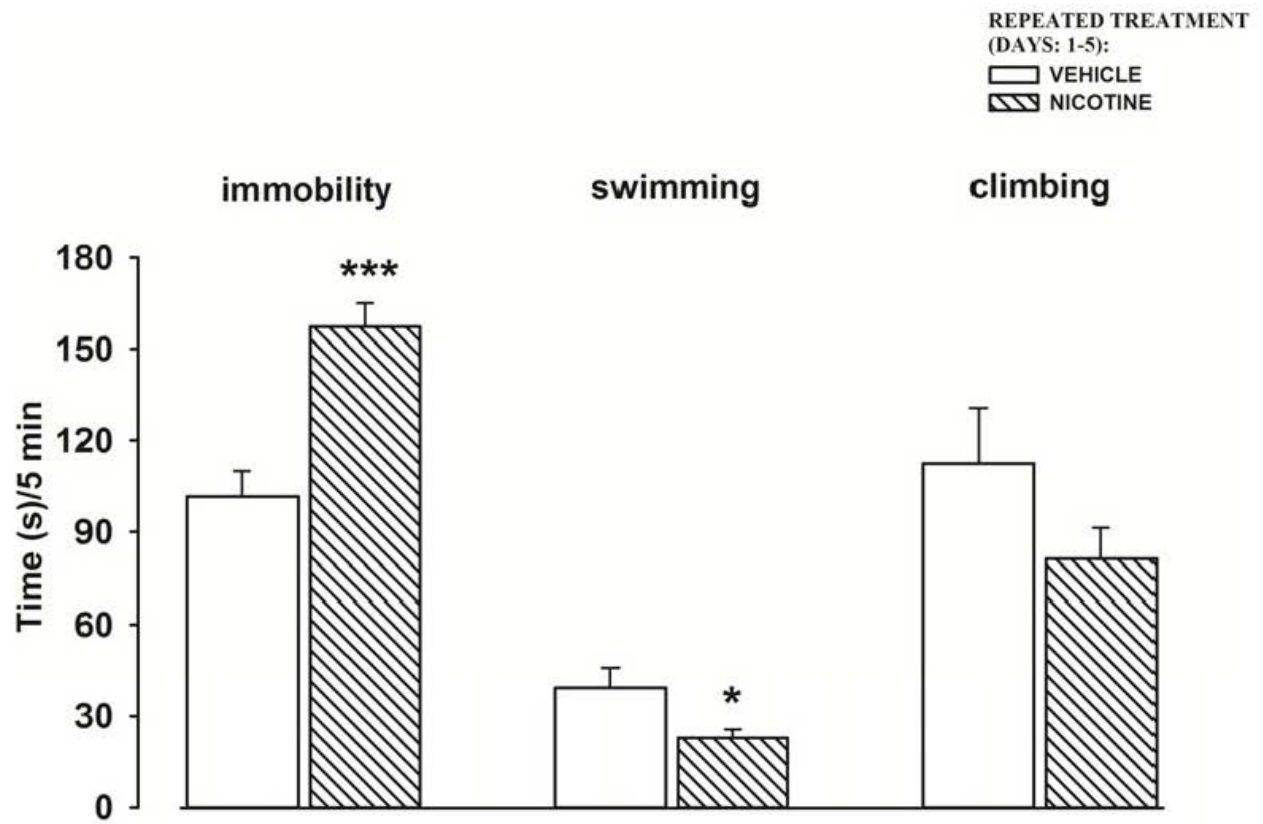 REPEATED TREATMENT
(DAYS: 1-5):
VEHICLE
NICOTINE
immobility swimming climbing
180
***
150
120
90
60
*
30
0
Time (s)/5 min